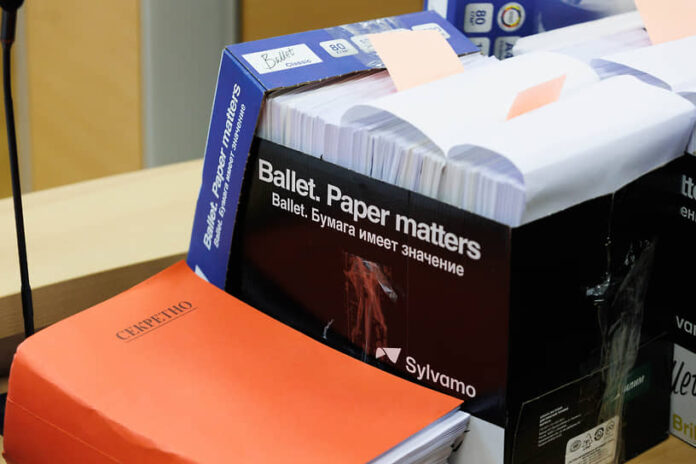 Ballet
Classic
80
80
Ballet. Paper matters
Ballet. Бумага имеет значение
Ballet. Paper matters
Ballet. Бумага имеет значение
Sylvamo
СЕКРЕТНО